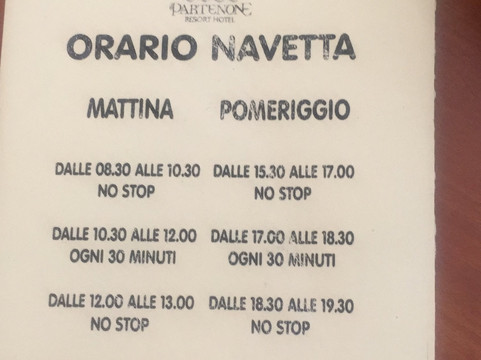 PARTENONE
RESORT HOTEL
ORARIO NAVETTA
MATTINA POMERIGGIO
DALLE 08.30 ALLE 10.30 DALLE 15.30 ALLE 17.00
NO STOP NO STOP
DALLE 10.30 ALLE 12.00 DALLE 17.00 ALLE 18.30
OGNI 30 MINUTI OGNI 30 MINUTI
DALLE 12.00 ALLE 13.00 DALLE 18.30 ALLE 19.30
NO STOP NO STOP